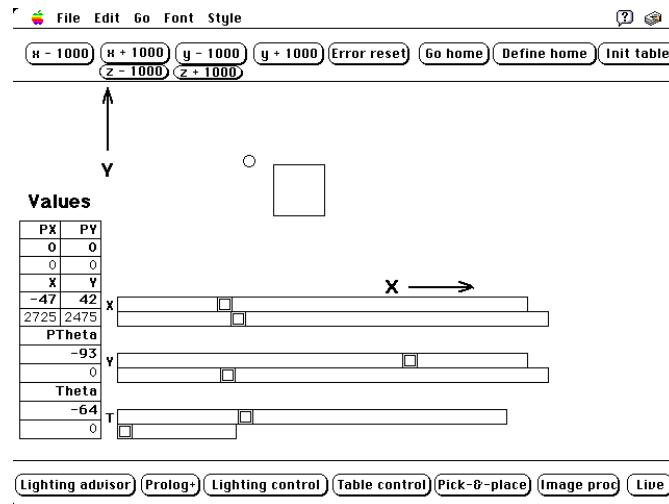 File Edit Go Font Style
x - 1000 x + 1000 y - 1000 y + 1000 Error reset Go home Define home Init table
z - 1000 z + 1000
Y
Values
PX PY
0 0
0 0
X Y
X
-47 42 X
2725 2475
PTheta
-93 Y
0
Theta
-64 T
0
Lighting advisor Prolog+ Lighting control Table control Pick-&-place Image proc Live